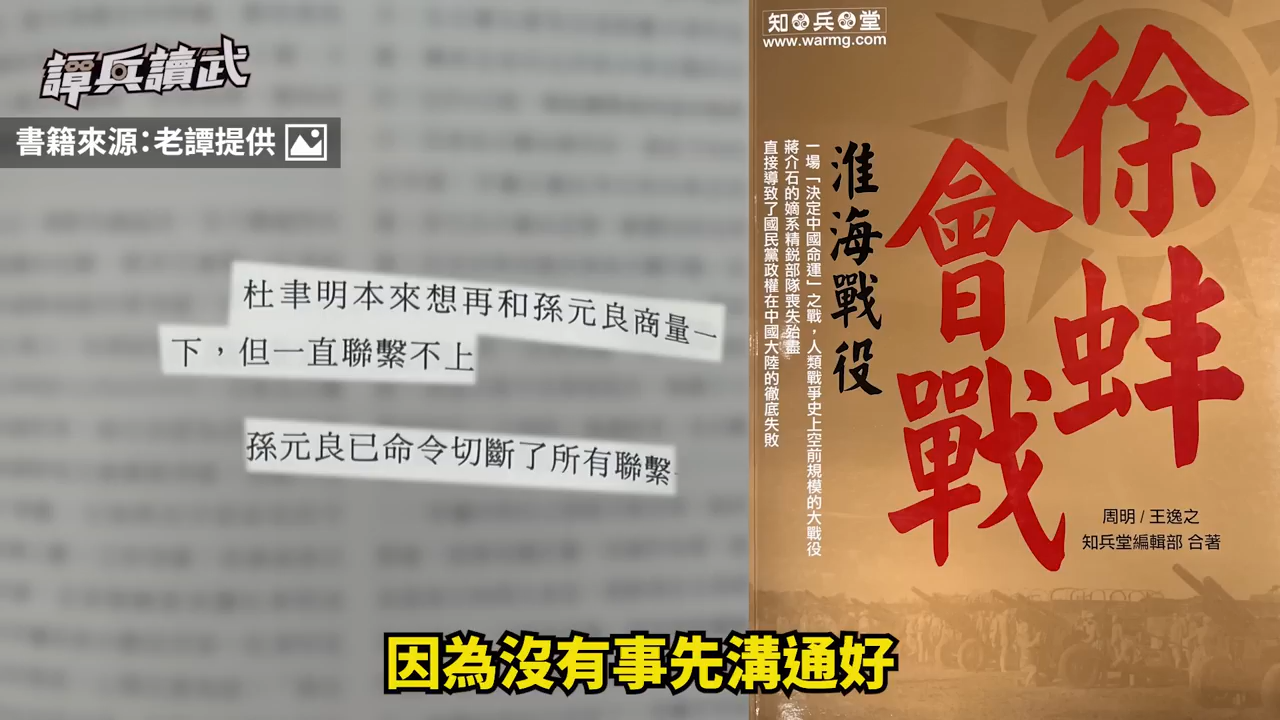 譚兵讀武
書籍來源:老譚提供
杜聿明本來想再和孫元良商量一
下，但一直聯繫不上
孫元良已命令切斷了所有聯繫
知兵堂
www.warmg.com
徐蚌
會戰
淮海戰役
一場「決定中國命運」之戰，人類戰爭史上空前規模的大戰役
蔣介石的嫡系精銳部隊喪失殆盡
直接導致了國民黨政權在中國大陸的徹底失敗
周明/王逸之
知兵堂編輯部 合著
因為沒有事先溝通好